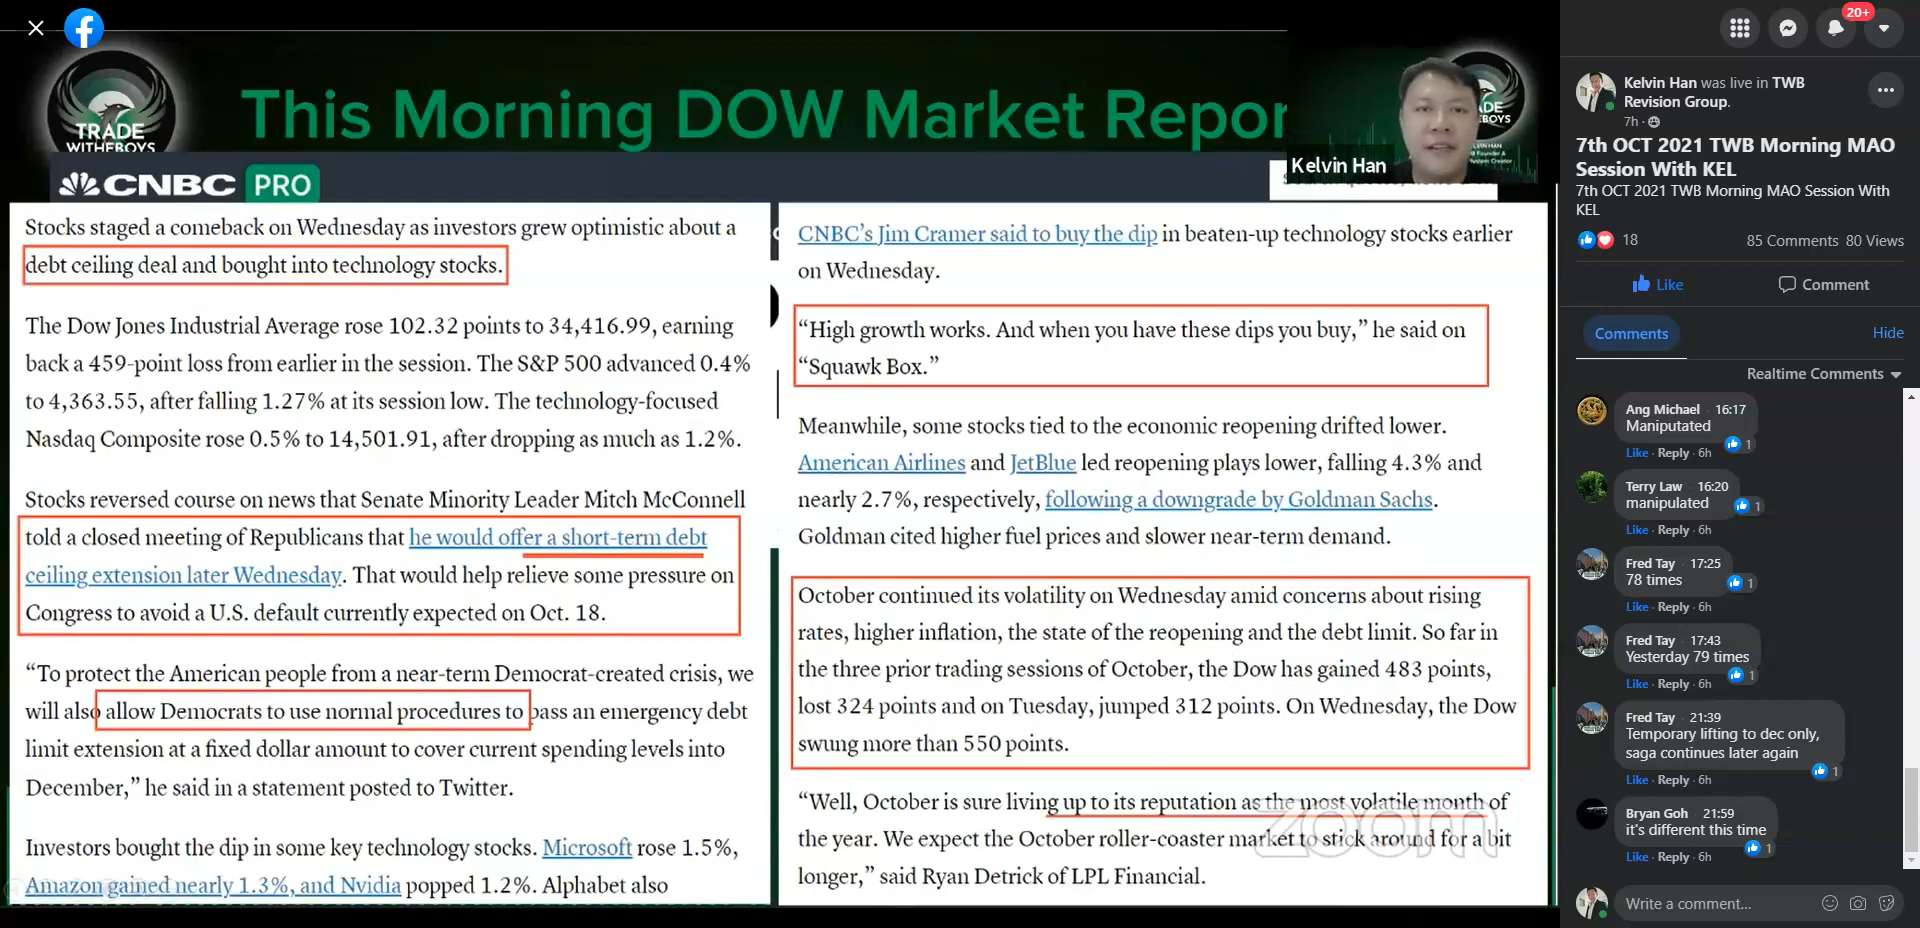 TRADE
WITHEBOYS
This Morning DOW Market Repor
CNBC PRO
Kelvin Han
Stocks staged a comeback on Wednesday as investors grew optimistic about a
debt ceiling deal and bought into technology stocks.
The Dow Jones Industrial Average rose 102.32 points to 34,416.99, earning
back a 459-point loss from earlier in the session. The S&P 500 advanced 0.4%
to 4,363.55, after falling 1.27% at its session low. The technology-focused
Nasdaq Composite rose 0.5% to 14,501.91, after dropping as much as 1.2%.
Stocks reversed course on news that Senate Minority Leader Mitch McConnell
told a closed meeting of Republicans that he would offer a short-term debt
ceiling extension later Wednesday. That would help relieve some pressure on
Congress to avoid a U.S. default currently expected on Oct. 18.
“To protect the American people from a near-term Democrat-created crisis, we
will also allow Democrats to use normal procedures to pass an emergency debt
limit extension at a fixed dollar amount to cover current spending levels into
December,” he said in a statement posted to Twitter.
Investors bought the dip in some key technology stocks. Microsoft rose 1.5%,
Amazon gained nearly 1.3%, and Nvidia popped 1.2%. Alphabet also
CNBC’s Jim Cramer said to buy the dip in beaten-up technology stocks earlier
on Wednesday.
“High growth works. And when you have these dips you buy,” he said on
“Squawk Box.”
Meanwhile, some stocks tied to the economic reopening drifted lower.
American Airlines and JetBlue led reopening plays lower, falling 4.3% and
nearly 2.7%, respectively, following a downgrade by Goldman Sachs.
Goldman cited higher fuel prices and slower near-term demand.
October continued its volatility on Wednesday amid concerns about rising
rates, higher inflation, the state of the reopening and the debt limit. So far in
the three prior trading sessions of October, the Dow has gained 483 points,
lost 324 points and on Tuesday, jumped 312 points. On Wednesday, the Dow
swung more than 550 points.
“Well, October is sure living up to its reputation as the most volatile month of
the year. We expect the October roller-coaster market to stick around for a bit
longer,” said Ryan Detrick of LPL Financial.
zoom
20+
Kelvin Han was live in TWB
Revision Group.
7h ·
7th OCT 2021 TWB Morning MAO
Session With KEL
7th OCT 2021 TWB Morning MAO Session With
KEL
18 85 Comments 80 Views
Like Comment
Comments Hide
Realtime Comments
Ang Michael · 16:17
Maniputated
1
Like · Reply · 6h
Terry Law · 16:20
manipulated
1
Like · Reply · 6h
Fred Tay · 17:25
78 times
1
Like · Reply · 6h
Fred Tay · 17:43
Yesterday 79 times
1
Like · Reply · 6h
Fred Tay · 21:39
Temporary lifting to dec only,
saga continues later again
1
Like · Reply · 6h
Bryan Goh · 21:59
it's different this time
1
Like · Reply · 6h
Write a comment...